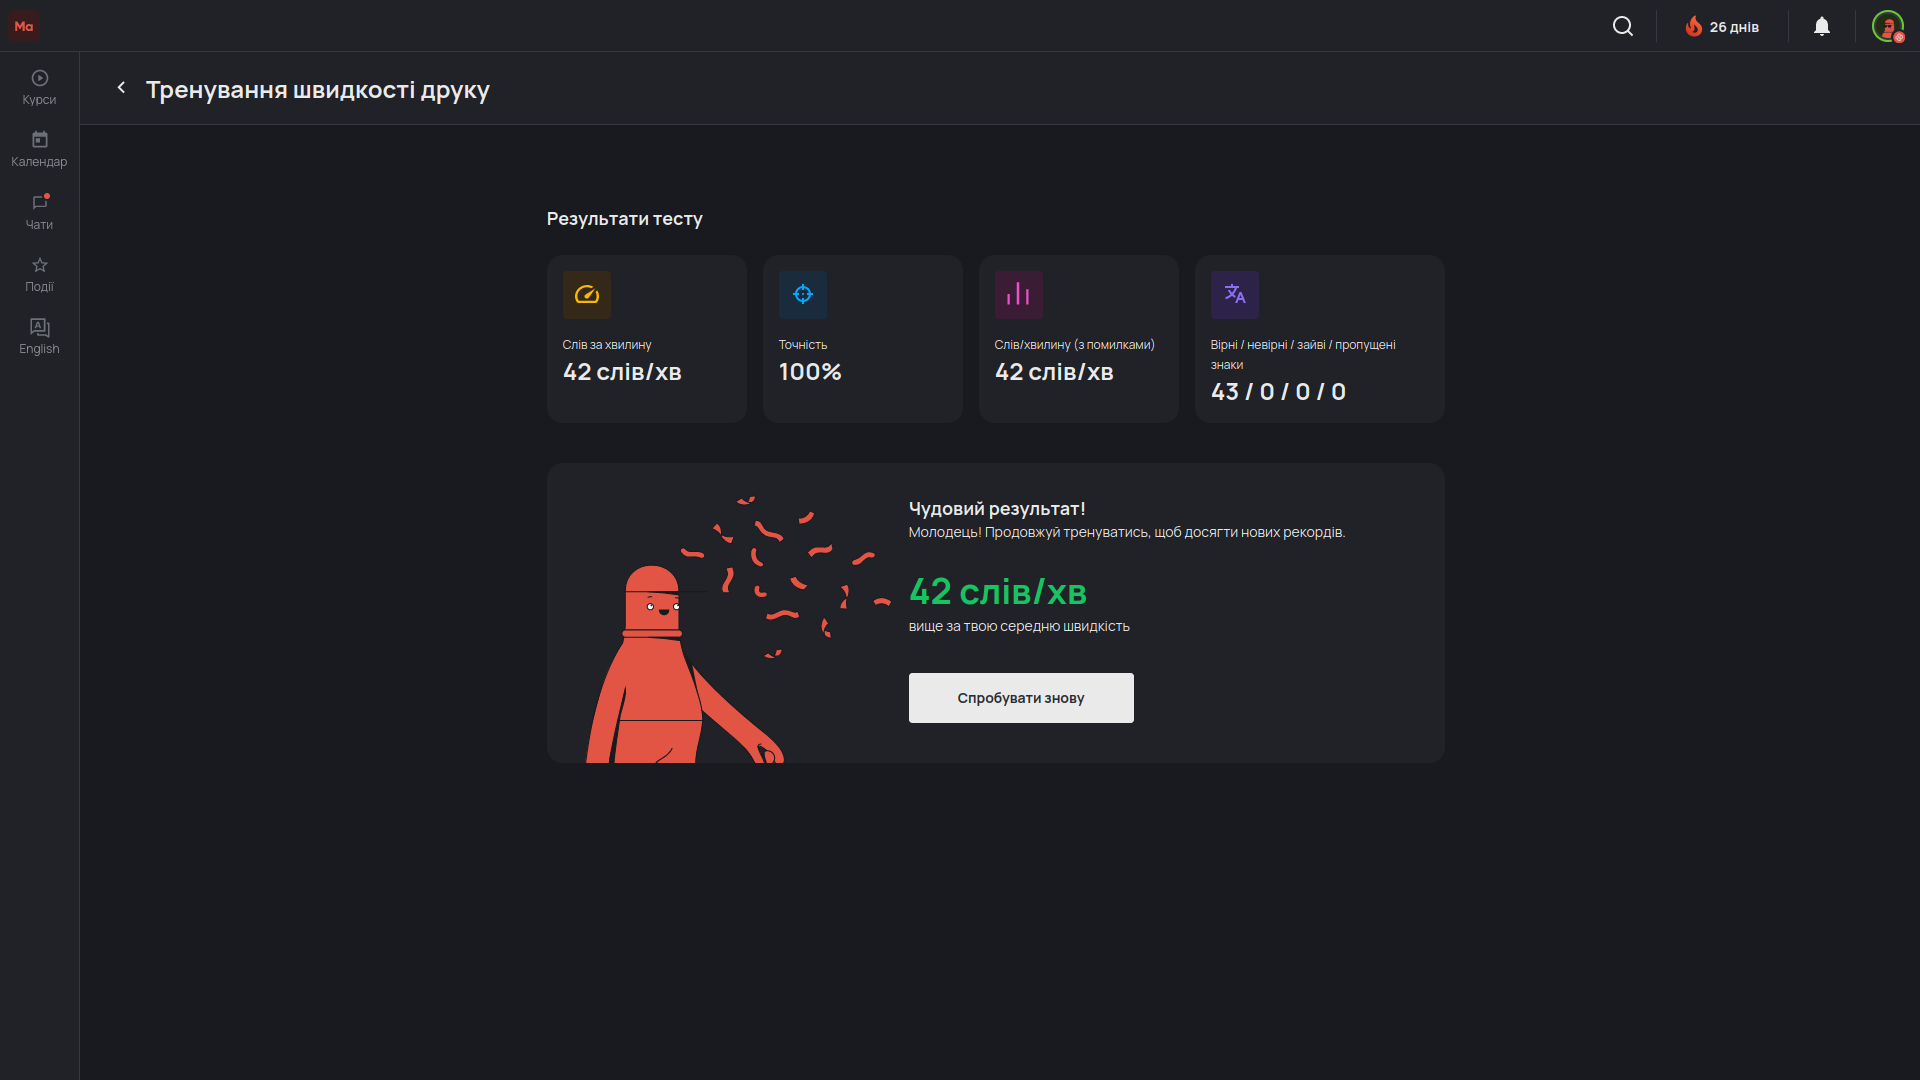 Ma
26 днів
Курси
Календар
Чати
Події
English
Тренування швидкості друку
Результати тесту
Слів за хвилину
42 слів/хв
Точність
100%
Слів/хвилину (з помилками)
42 слів/хв
Вірні / невірні / зайві / пропущені
знаки
43 / 0 / 0 / 0
Чудовий результат!
Молодець! Продовжуй тренуватись, щоб досягти нових рекордів.
42 слів/хв
вище за твою середню швидкість
Спробувати знову